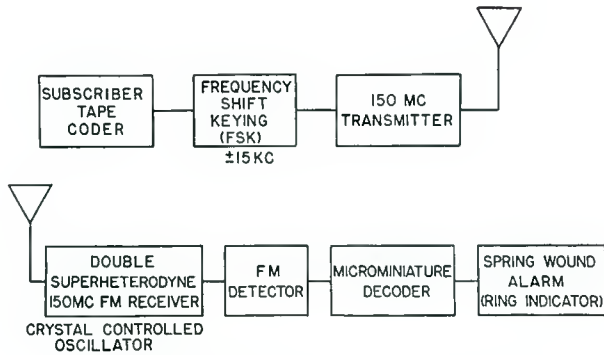 SUBSCRIBER
TAPE
CODER
FREQUENCY
SHIFT
KEYING
(FSK)
±15KC
150 MC
TRANSMITTER
DOUBLE
SUPERHETERODYNE
150MC FM RECEIVER
CRYSTAL CONTROLLED
OSCILLATOR
FM
DETECTOR
MICROMINIATURE
DECODER
SPRING WOUND
ALARM
(RING INDICATOR)